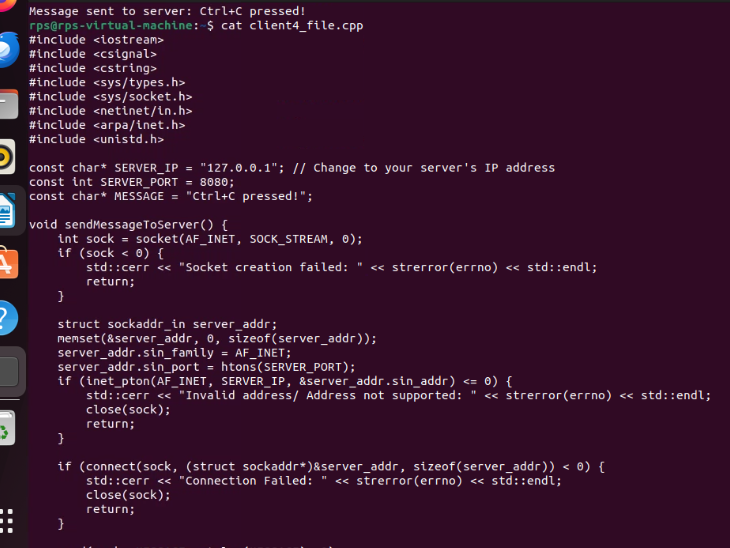 Message sent to server: Ctrl+C pressed!
rps@rps-virtual-machine:~$ cat client4_file.cpp
#include <iostream>
#include <csignal>
#include <cstring>
#include <sys/types.h>
#include <sys/socket.h>
#include <netinet/in.h>
#include <arpa/inet.h>
#include <unistd.h>

const char* SERVER_IP = "127.0.0.1"; // Change to your server's IP address
const int SERVER_PORT = 8080;
const char* MESSAGE = "Ctrl+C pressed!";

void sendMessageToServer() {
    int sock = socket(AF_INET, SOCK_STREAM, 0);
    if (sock < 0) {
        std::cerr << "Socket creation failed: " << strerror(errno) << std::endl;
        return;
    }

    struct sockaddr_in server_addr;
    memset(&server_addr, 0, sizeof(server_addr));
    server_addr.sin_family = AF_INET;
    server_addr.sin_port = htons(SERVER_PORT);
    if (inet_pton(AF_INET, SERVER_IP, &server_addr.sin_addr) <= 0) {
        std::cerr << "Invalid address/ Address not supported: " << strerror(errno) << std::endl;
        close(sock);
        return;
    }

    if (connect(sock, (struct sockaddr*)&server_addr, sizeof(server_addr)) < 0) {
        std::cerr << "Connection Failed: " << strerror(errno) << std::endl;
        close(sock);
        return;
    }